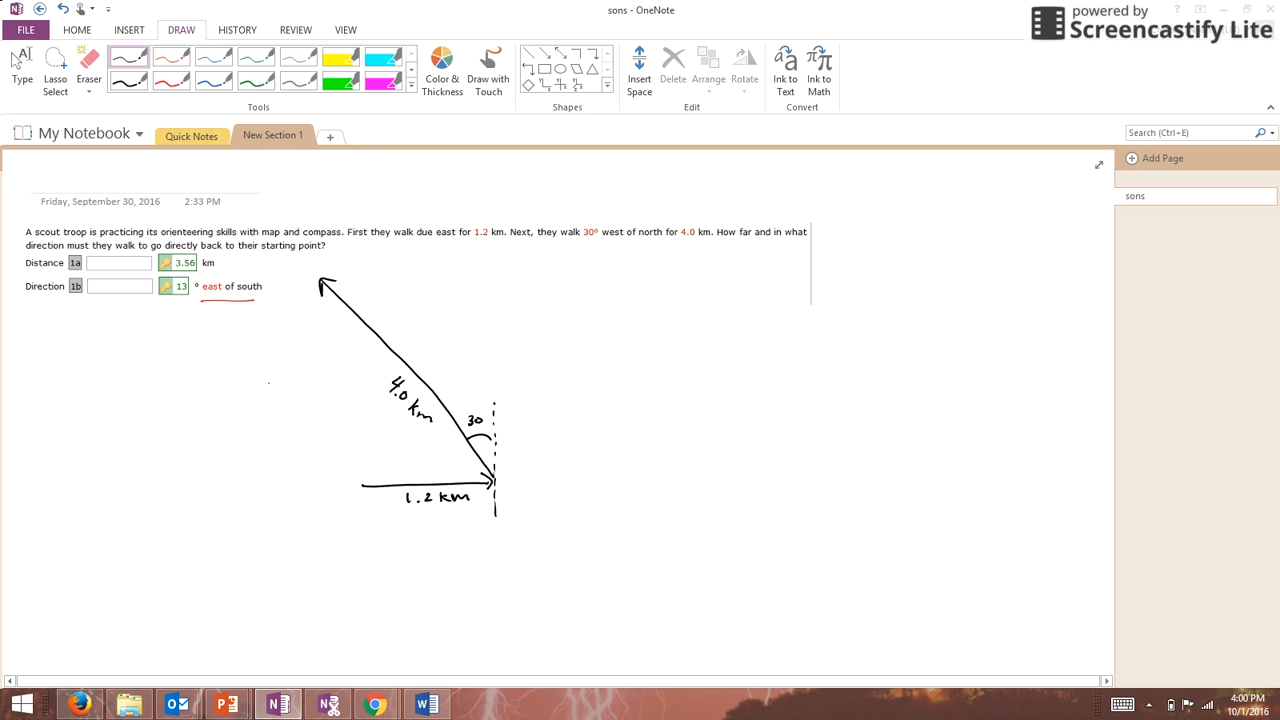 sons - OneNote
powered by
Screencastify Lite
FILE HOME INSERT DRAW HISTORY REVIEW VIEW
Type
Lasso Select
Eraser
Color & Thickness
Draw with Touch
Insert Space
Delete
Arrange
Rotate
Ink to Text
Ink to Math
Tools
Shapes
Edit
Convert
My Notebook
Quick Notes
New Section 1
+
Search (Ctrl+E)
Add Page
sons
Friday, September 30, 2016 2:33 PM
A scout troop is practicing its orienteering skills with map and compass. First they walk due east for 1.2 km. Next, they walk 30º west of north for 4.0 km. How far and in what
direction must they walk to go directly back to their starting point?
Distance 1a 3.56 km
Direction 1b 13 º east of south
4.0 km
30
1.2 km
4:00 PM
10/1/2016